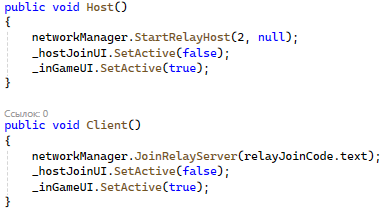 public void Host()
{
networkManager.StartRelayHost(2, null);
_hostJoinUI.SetActive(false);
_inGameUI.SetActive(true);
}
Ссылок: 0
public void Client()
{
networkManager.JoinRelayServer(relayJoinCode.text);
_hostJoinUI.SetActive(false);
_inGameUI.SetActive(true);
}